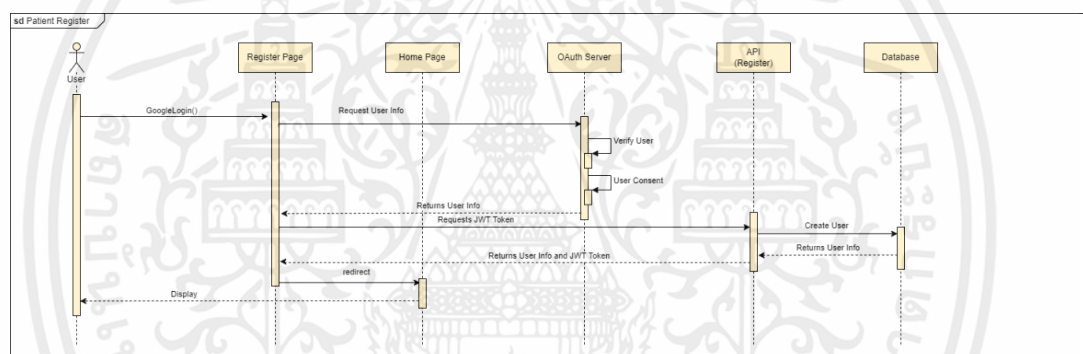 sd Patient Register
User
Register Page
Home Page
OAuth Server
API
(Register)
Database
GoogleLogin()
Request User Info
Verify User
User Consent
Returns User Info
Requests JWT Token
Create User
Returns User Info
Returns User Info and JWT Token
redirect
Display